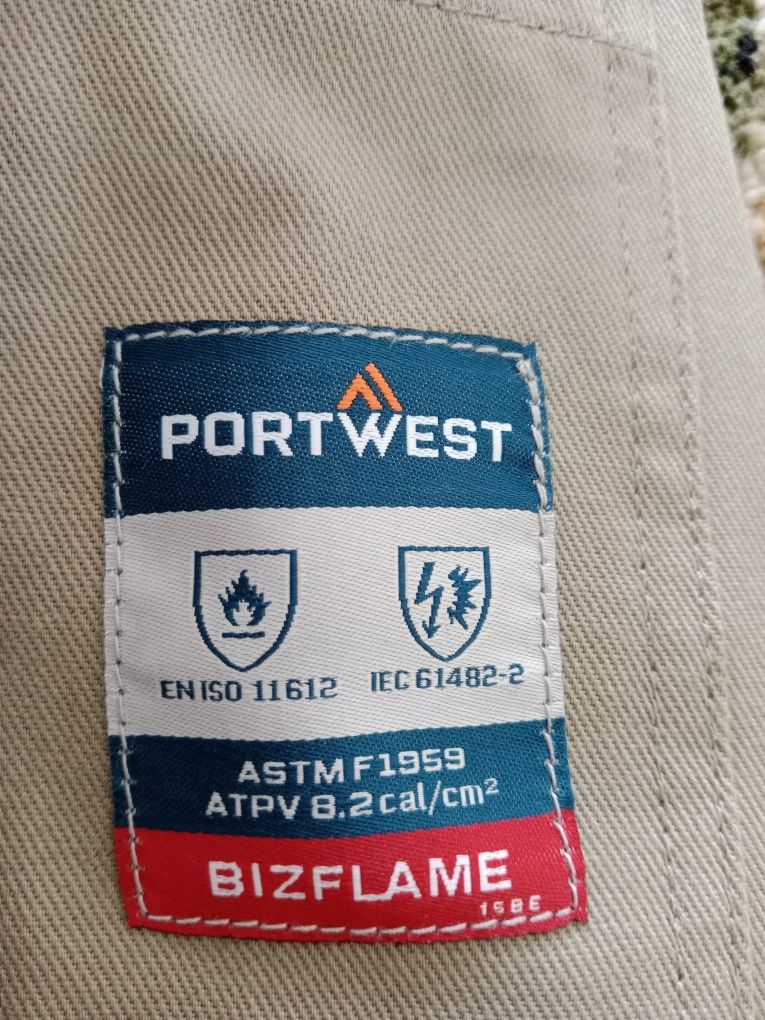 PORTWEST
EN ISO 11612 IEC 61482-2
ASTM F1959
ATPV 8.2 cal/cm²
BIZFLAME